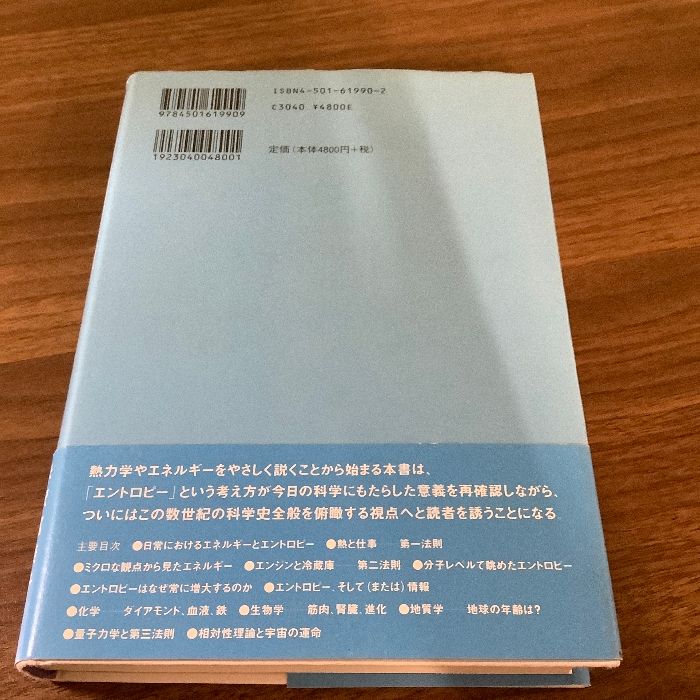 ISBN4-501-61990-2
9784501619909
C3040 ¥4800E
1923040048001
定価(本体4800円+税)
熱力学やエネルギーをやさしく説くことから始まる本書は、
「エントロピー」という考え方が今日の科学にもたらした意義を再確認しながら、
ついにはこの数世紀の科学史全般を俯瞰する視点へと読者を誘うことになる
主要目次 ●日常におけるエネルギーとエントロピー ●熱と仕事——第一法則
●ミクロな観点から見たエネルギー ●エンジンと冷蔵庫——第二法則 ●分子レベルで眺めたエントロピー
●エントロピーはなぜ常に増大するのか ●エントロピー、そして(または)情報
●化学——ダイアモンド、血液、鉄 ●生物学——筋肉、腎臓、進化 ●地質学——地球の年齢は?
●量子力学と第三法則 ●相対性理論と宇宙の運命